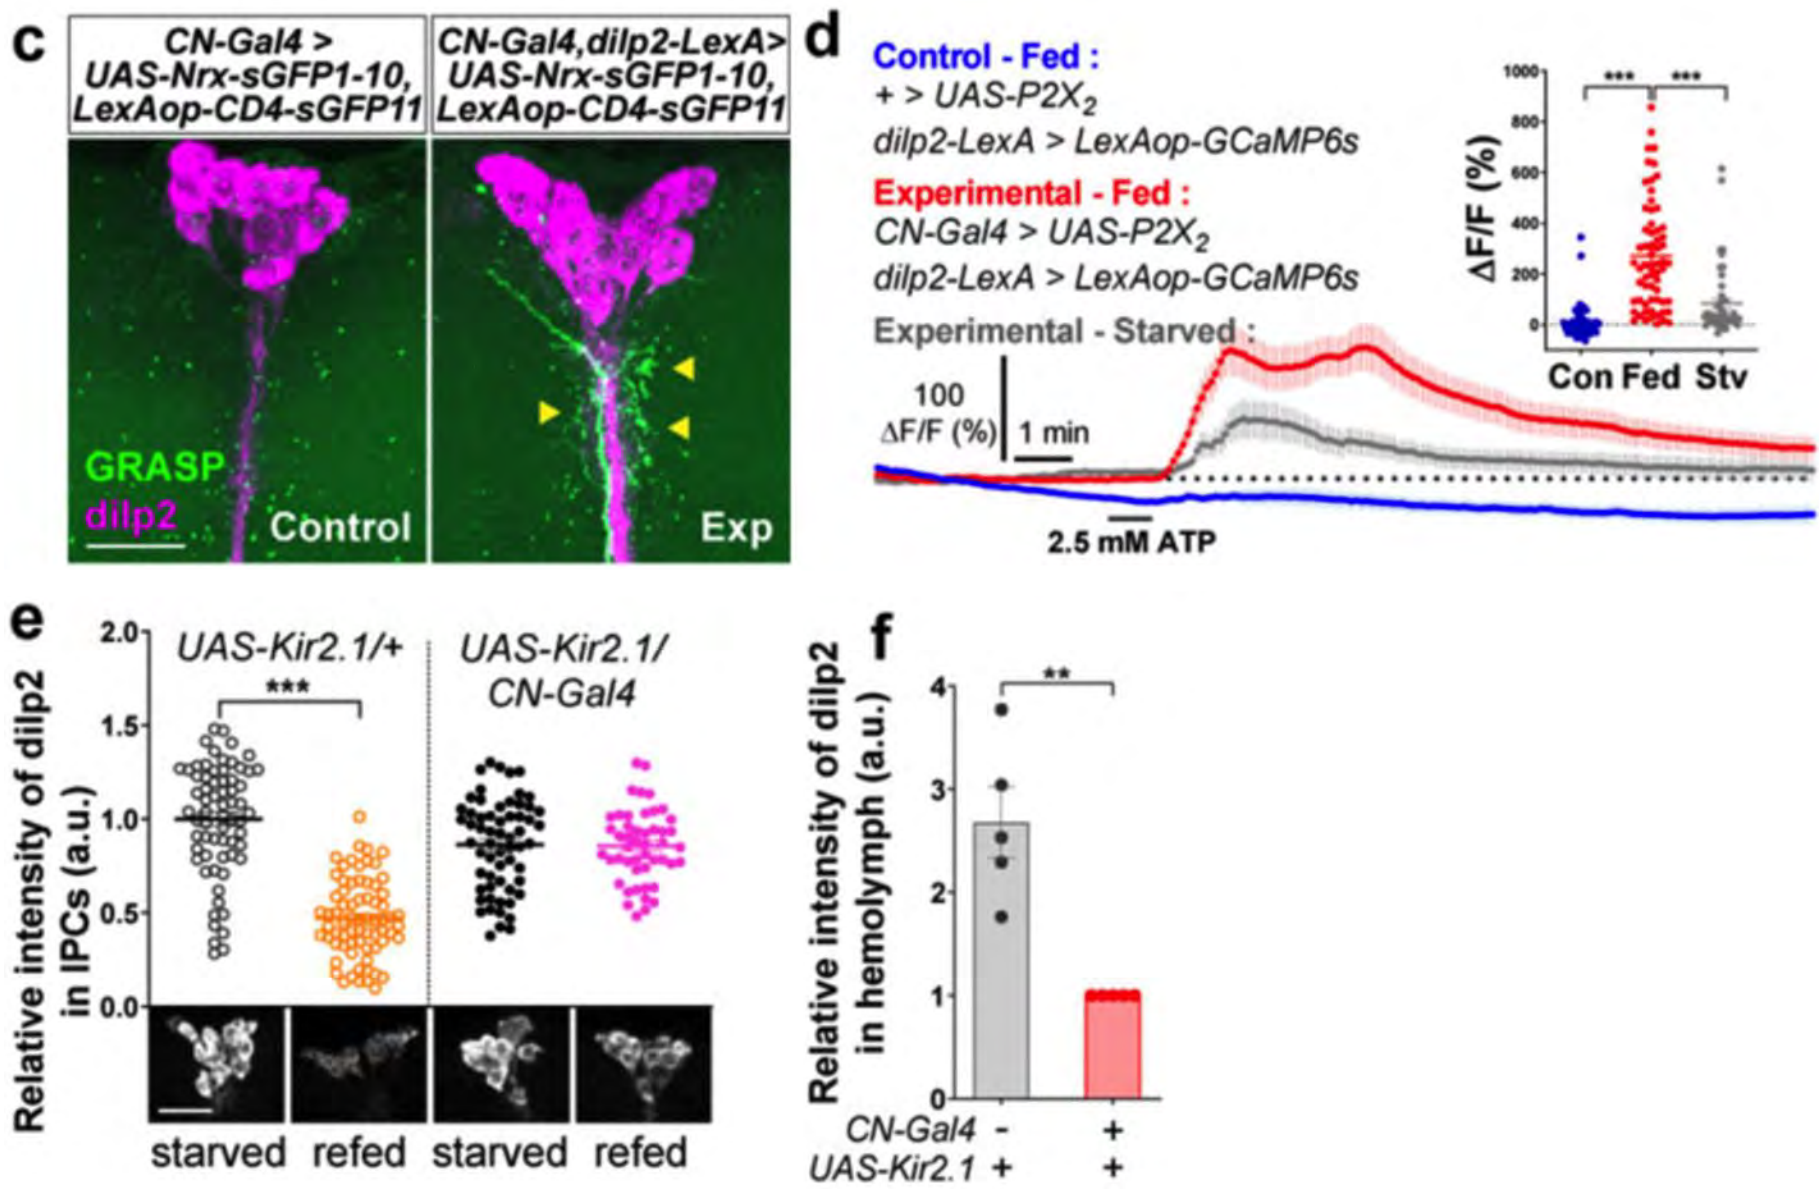 c
CN-Gal4 >
UAS-Nrx-sGFP1-10,
LexAop-CD4-sGFP11
CN-Gal4,dilp2-LexA>
UAS-Nrx-sGFP1-10,
LexAop-CD4-sGFP11
GRASP
dilp2
Control
Exp
d
Control - Fed :
+ > UAS-P2X2
dilp2-LexA > LexAop-GCaMP6s
Experimental - Fed :
CN-Gal4 > UAS-P2X2
dilp2-LexA > LexAop-GCaMP6s
Experimental - Starved :
100
ΔF/F (%)
1 min
2.5 mM ATP
ΔF/F (%)
1000
800
600
400
200
0
***
***
Con Fed Stv
e
Relative intensity of dilp2
in IPCs (a.u.)
2.0
1.5
1.0
0.5
0.0
UAS-Kir2.1/+
***
UAS-Kir2.1/
CN-Gal4
starved refed starved refed
f
Relative intensity of dilp2
in hemolymph (a.u.)
4
3
2
1
0
**
CN-Gal4 - +
UAS-Kir2.1 + +